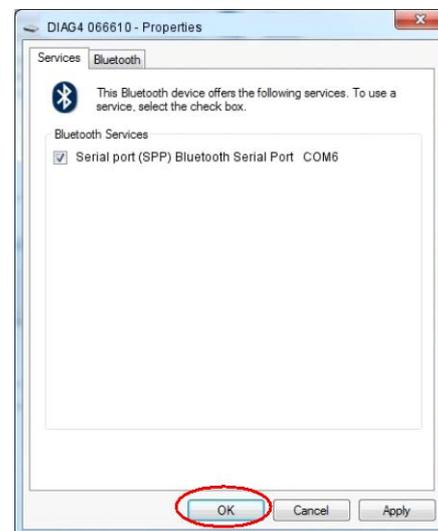 DIAG4 066610 - Properties
Services Bluetooth
This Bluetooth device offers the following services. To use a
service, select the check box.
Bluetooth Services
Serial port (SPP) Bluetooth Serial Port COM6
OK Cancel Apply